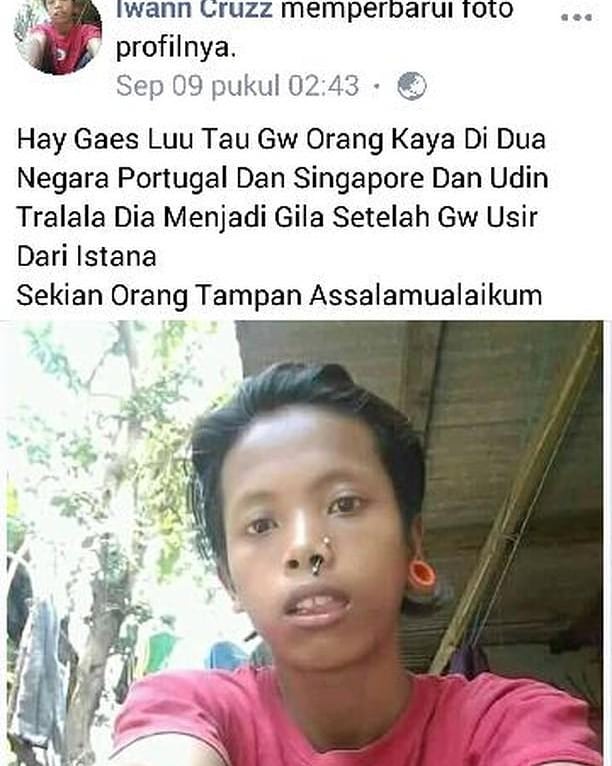 Iwann Cruzz memperbarui foto
profilnya.
Sep 09 pukul 02:43 ·
Hay Gaes Luu Tau Gw Orang Kaya Di Dua
Negara Portugal Dan Singapore Dan Udin
Tralala Dia Menjadi Gila Setelah Gw Usir
Dari Istana
Sekian Orang Tampan Assalamualaikum